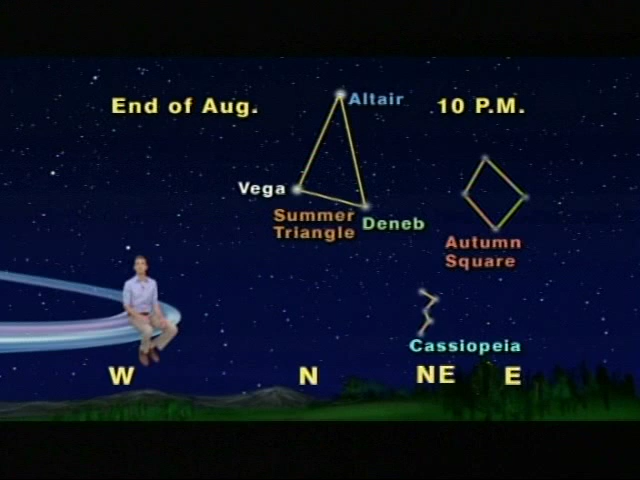 End of Aug.
Altair
10 P.M.
Vega
Summer
Triangle
Deneb
Autumn
Square
Cassiopeia
W
N
NE
E